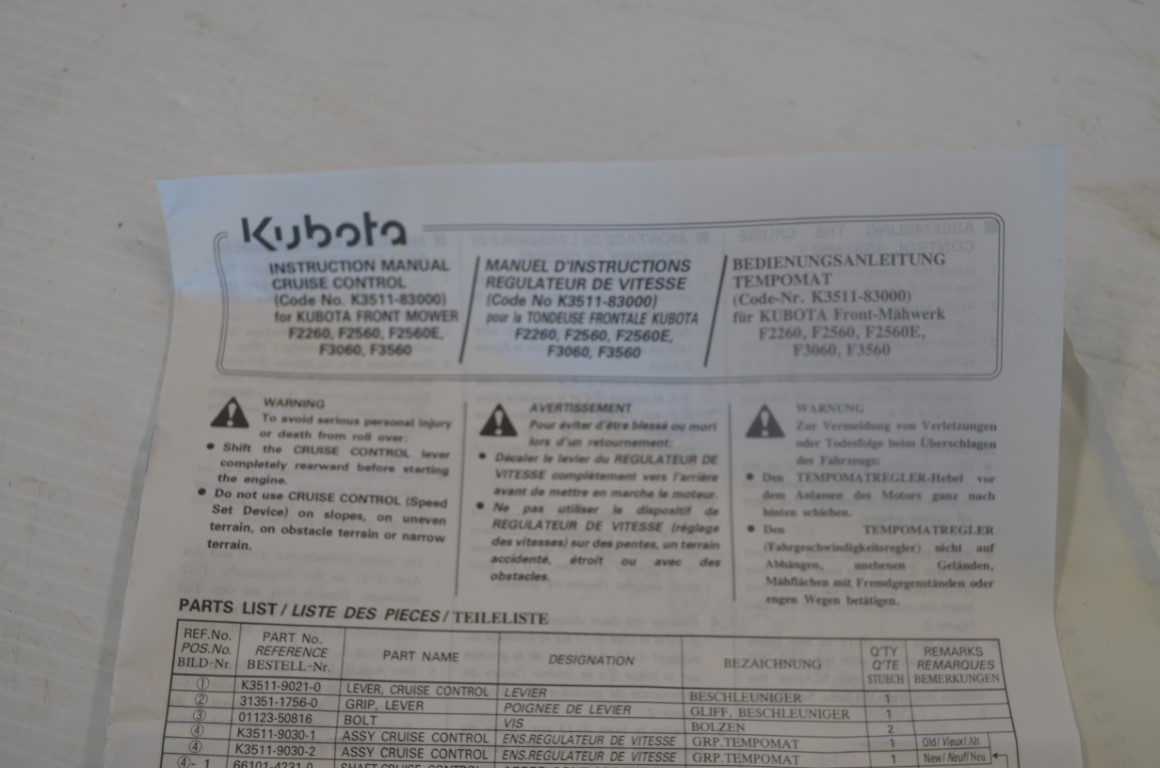 Kubota
INSTRUCTION MANUAL
CRUISE CONTROL
(Code No. K3511-83000)
for KUBOTA FRONT MOWER
F2260, F2560, F2560E,
F3060, F3560
MANUEL D'INSTRUCTIONS
REGULATEUR DE VITESSE
(Code No K3511-83000)
pour la TONDEUSE FRONTALE KUBOTA
F2260, F2560, F2560E,
F3060, F3560
BEDIENUNGSANLEITUNG
TEMPOMAT
(Code-Nr. K3511-83000)
für KUBOTA Front-Mähwerk
F2260, F2560, F2560E,
F3060, F3560
WARNING
To avoid serious personal injury
or death from roll over:
● Shift the CRUISE CONTROL lever
completely rearward before starting
the engine.
● Do not use CRUISE CONTROL (Speed
Set Device) on slopes, on uneven
terrain, on obstacle terrain or narrow
terrain.
AVERTISSEMENT
Pour éviter d'être blessé ou mort
lors d'un retournement:
● Décaler le levier du REGULATEUR DE
VITESSE complètement vers l'arrière
avant de mettre en marche le moteur.
● Ne pas utiliser le dispositif de
REGULATEUR DE VITESSE (réglage
des vitesses) sur des pentes, un terrain
accidenté, étroit ou avec des
obstacles.
WARNUNG
Zur Vermeidung von Verletzungen
oder Todesfolge beim Überschlagen
des Fahrzeugs:
● Den TEMPOMATREGLER-Hebel vor
dem Anlassen des Motors ganz nach
hinten schieben.
● Den TEMPOMATREGLER
(Fahrgeschwindigkeitsregler) nicht auf
Abhängen, unebenen Geländen,
Mähflächen mit Fremdgegenständen oder
engen Wegen betätigen.
PARTS LIST / LISTE DES PIECES / TEILELISTE
REF.No. PART No. PART NAME DESIGNATION BEZAICHNUNG Q'TY REMARKS
POS.No. REFERENCE Q'TE REMARQUES
BILD-Nr. BESTELL-Nr. STUECH BEMERKUNGEN
① K3511-9021-0 LEVER, CRUISE CONTROL LEVIER BESCHLEUNIGER 1
② 31351-1756-0 GRIP, LEVER POIGNEE DE LEVIER GLIFF, BESCHLEUNIGER 1
③ 01123-50816 BOLT VIS BOLZEN 2
④ K3511-9030-1 ASSY CRUISE CONTROL ENS.REGULATEUR DE VITESSE GRP.TEMPOMAT 1 Old/Vieux/Alt
④ K3511-9030-2 ASSY CRUISE CONTROL ENS.REGULATEUR DE VITESSE GRP.TEMPOMAT 1 New/Neuf/Neu
④- 1 66101-4231-0 SHAFT CRUISE CONTROL